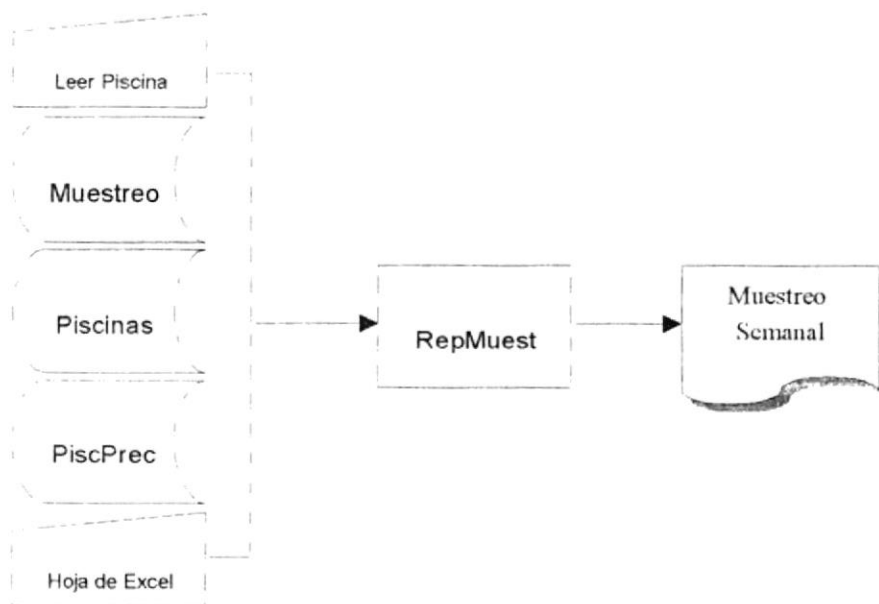 Leer Piscina
Muestreo
Piscinas
PiscPrec
Hoja de Excel
RepMuest
Muestreo
Semanal